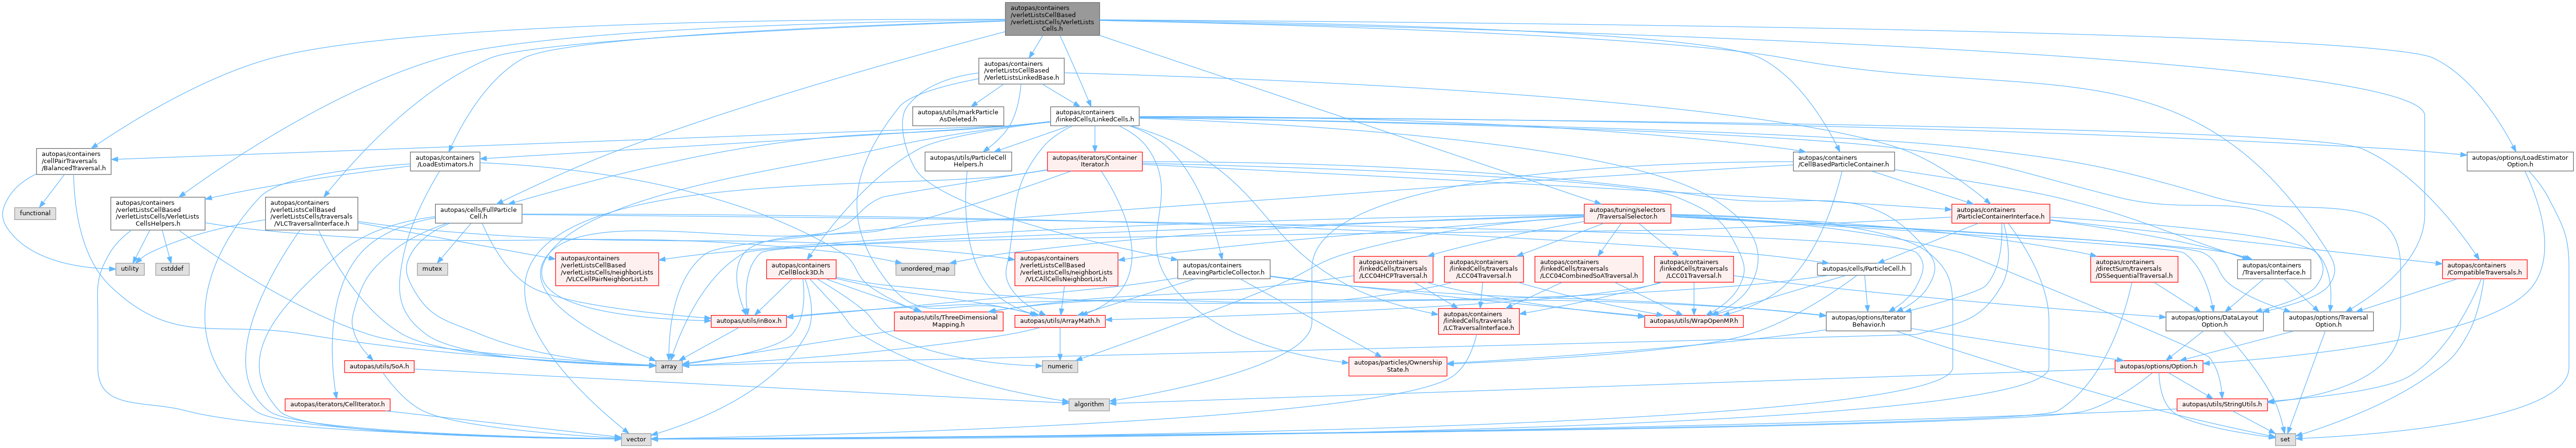 autopas/containers
/verletListsCellBased
/verletListsCells/VerletLists
Cells.h
autopas/containers
/verletListsCellBased
/VerletListsLinkedBase.h
autopas/utils/markParticle
AsDeleted.h
autopas/containers
/linkedCells/LinkedCells.h
autopas/containers
/cellPairTraversals
/BalancedTraversal.h
autopas/containers
/LoadEstimators.h
autopas/utils/ParticleCell
Helpers.h
autopas/iterators/Container
Iterator.h
autopas/containers
/CellBasedParticleContainer.h
autopas/options/LoadEstimator
Option.h
functional
autopas/containers
/verletListsCellBased
/verletListsCells/VerletLists
CellsHelpers.h
autopas/containers
/verletListsCellBased
/verletListsCells/traversals
/VLCTraversalInterface.h
autopas/cells/FullParticle
Cell.h
autopas/tuning/selectors
/TraversalSelector.h
autopas/containers
/ParticleContainerInterface.h
utility
cstddef
mutex
autopas/containers
/verletListsCellBased
/verletListsCells/neighborLists
/VLCCellPairNeighborList.h
autopas/containers
/CellBlock3D.h
unordered_map
autopas/containers
/verletListsCellBased
/verletListsCells/neighborLists
/VLCAllCellsNeighborList.h
autopas/containers
/LeavingParticleCollector.h
autopas/containers
/linkedCells/traversals
/LCC04HCPTraversal.h
autopas/containers
/linkedCells/traversals
/LCC04Traversal.h
autopas/containers
/linkedCells/traversals
/LCC04CombinedSoATraversal.h
autopas/containers
/linkedCells/traversals
/LCC01Traversal.h
autopas/cells/ParticleCell.h
autopas/containers
/directSum/traversals
/DSSequentialTraversal.h
autopas/containers
/TraversalInterface.h
autopas/containers
/CompatibleTraversals.h
autopas/utils/inBox.h
autopas/utils/ThreeDimensional
Mapping.h
autopas/utils/ArrayMath.h
autopas/containers
/linkedCells/traversals
/LCTraversalInterface.h
autopas/utils/WrapOpenMP.h
autopas/options/Iterator
Behavior.h
autopas/options/DataLayout
Option.h
autopas/options/Traversal
Option.h
autopas/utils/SoA.h
array
numeric
autopas/particles/Ownership
State.h
autopas/options/Option.h
autopas/iterators/CellIterator.h
algorithm
autopas/utils/StringUtils.h
vector
set